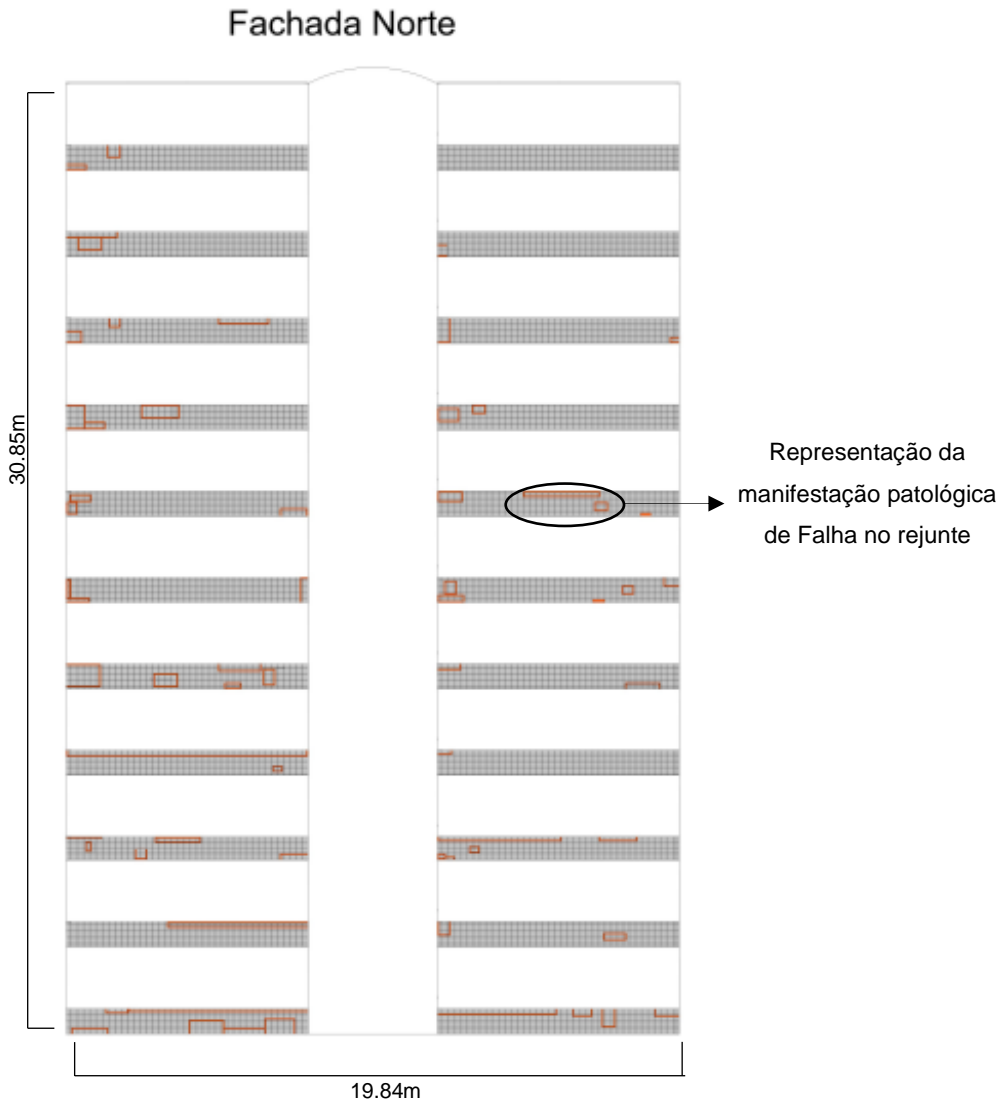 Fachada Norte
30.85m
Representação da
manifestação patológica
de Falha no rejunte
19.84m